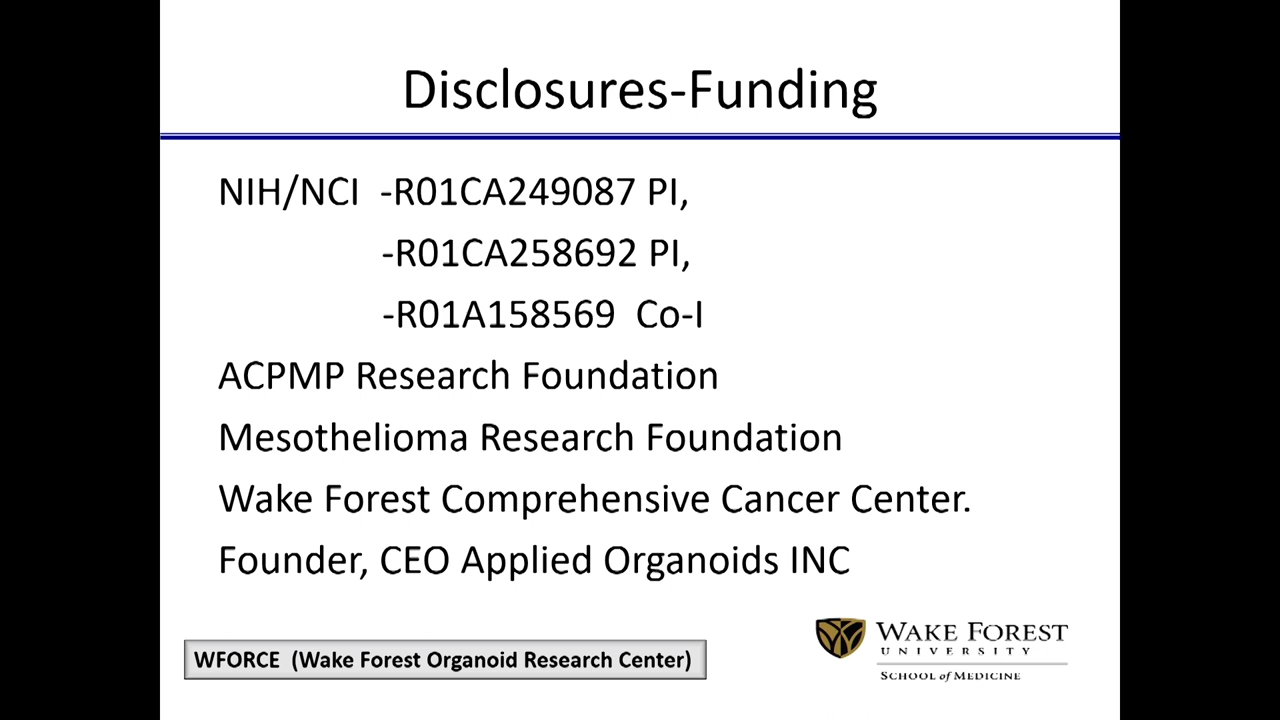 Disclosures-Funding
NIH/NCI -R01CA249087 PI,
-R01CA258692 PI,
-R01A158569 Co-I
ACPMP Research Foundation
Mesothelioma Research Foundation
Wake Forest Comprehensive Cancer Center.
Founder, CEO Applied Organoids INC
WFORCE (Wake Forest Organoid Research Center)
WAKE FOREST
UNIVERSITY
SCHOOL of MEDICINE